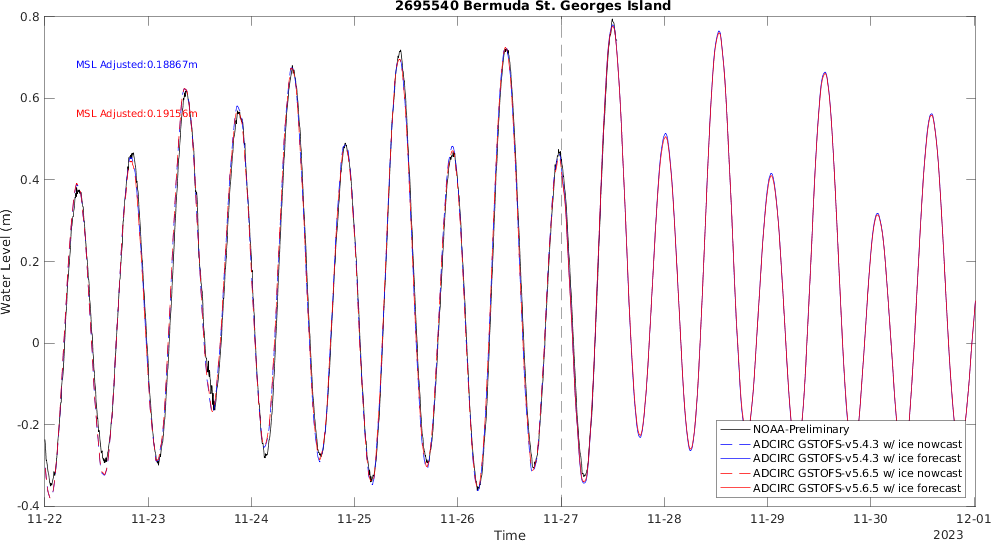 2695540 Bermuda St. Georges Island
0.8
0.6
0.4
0.2
0
-0.2
-0.4
Water Level (m)
MSL Adjusted:0.18867m
MSL Adjusted:0.19156m
NOAA-Preliminary
ADCIRC GSTOFS-v5.4.3 w/ ice nowcast
ADCIRC GSTOFS-v5.4.3 w/ ice forecast
ADCIRC GSTOFS-v5.6.5 w/ ice nowcast
ADCIRC GSTOFS-v5.6.5 w/ ice forecast
11-22 11-23 11-24 11-25 11-26 11-27 11-28 11-29 11-30 12-01
Time
2023